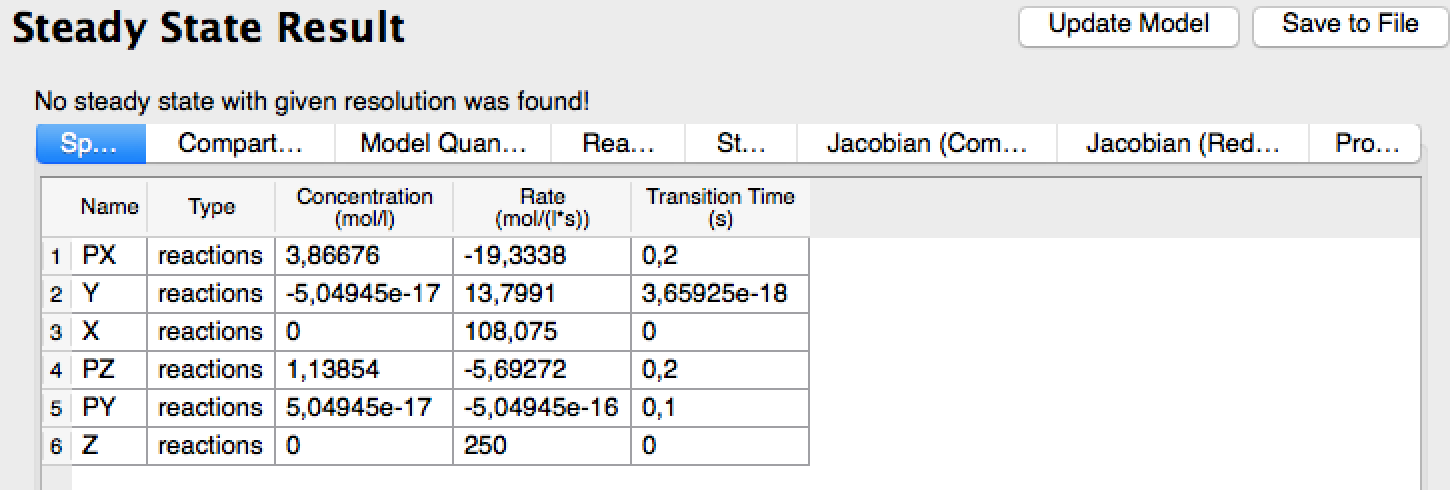 Steady State Result Update Model Save to File
No steady state with given resolution was found!
Sp... Compart... Model Quan... Rea... St... Jacobian (Com... Jacobian (Red... Pro...
Name Type Concentration (mol/l) Rate (mol/(l*s)) Transition Time (s)
1 PX reactions 3,86676 -19,3338 0,2
2 Y reactions -5,04945e-17 13,7991 3,65925e-18
3 X reactions 0 108,075 0
4 PZ reactions 1,13854 -5,69272 0,2
5 PY reactions 5,04945e-17 -5,04945e-16 0,1
6 Z reactions 0 250 0